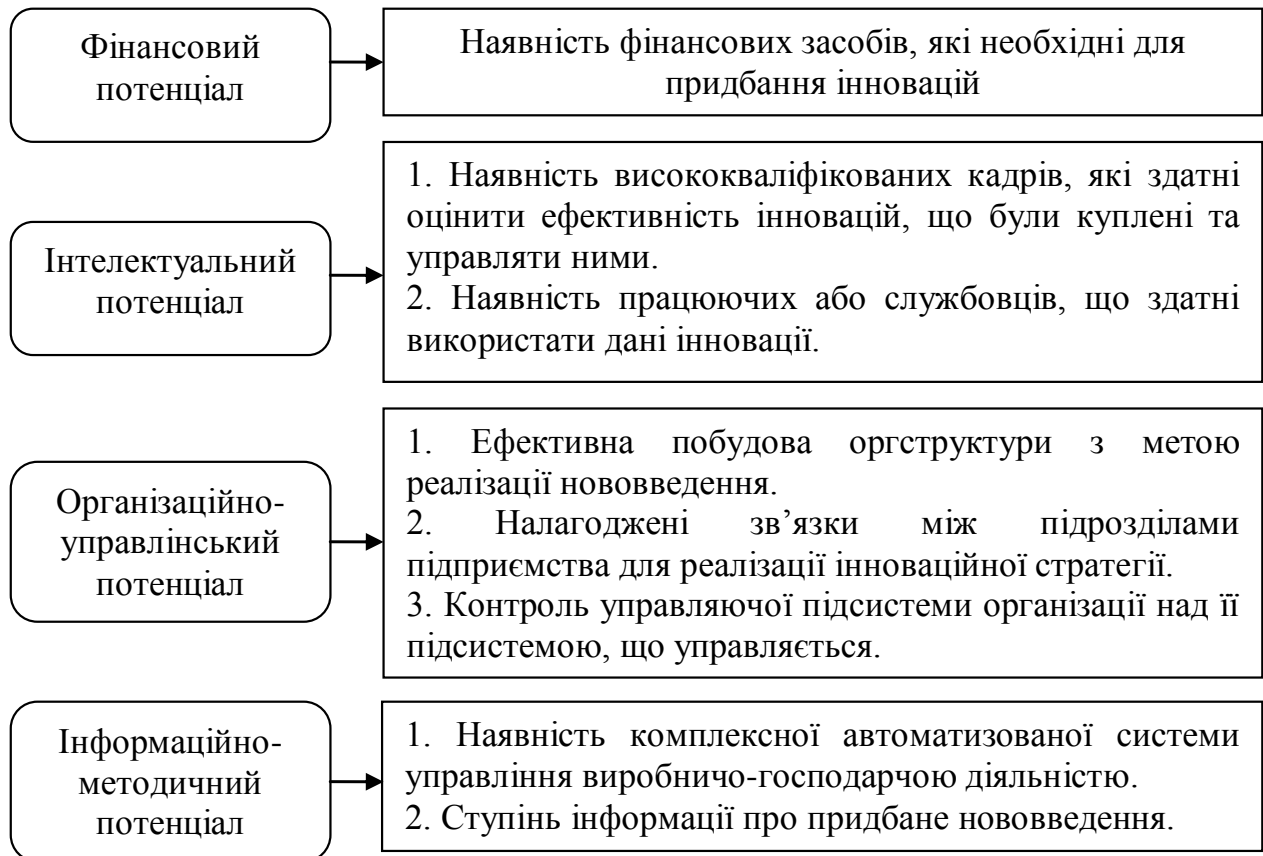 Фінансовий
потенціал
Наявність фінансових засобів, які необхідні для
придбання інновацій
Інтелектуальний
потенціал
1. Наявність висококваліфікованих кадрів, які здатні
оцінити ефективність інновацій, що були куплені та
управляти ними.
2. Наявність працюючих або службовців, що здатні
використати дані інновації.
Організаційно-
управлінський
потенціал
1. Ефективна побудова оргструктури з метою
реалізації нововведення.
2. Налагоджені зв’язки між підрозділами
підприємства для реалізації інноваційної стратегії.
3. Контроль управляючої підсистеми організації над її
підсистемою, що управляється.
Інформаційно-
методичний
потенціал
1. Наявність комплексної автоматизованої системи
управління виробничо-господарчою діяльністю.
2. Ступінь інформації про придбане нововведення.